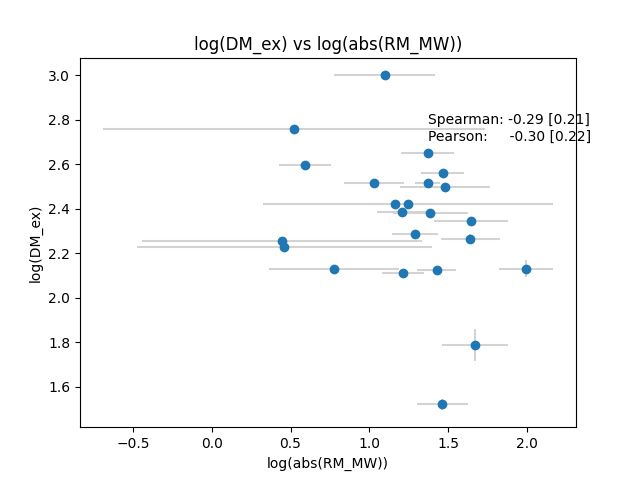 log(DM_ex) vs log(abs(RM_MW))
3.0
2.8
2.6
2.4
2.2
2.0
1.8
1.6
log(DM_ex)
Spearman: -0.29 [0.21]
Pearson: -0.30 [0.22]
−0.5 0.0 0.5 1.0 1.5 2.0
log(abs(RM_MW))